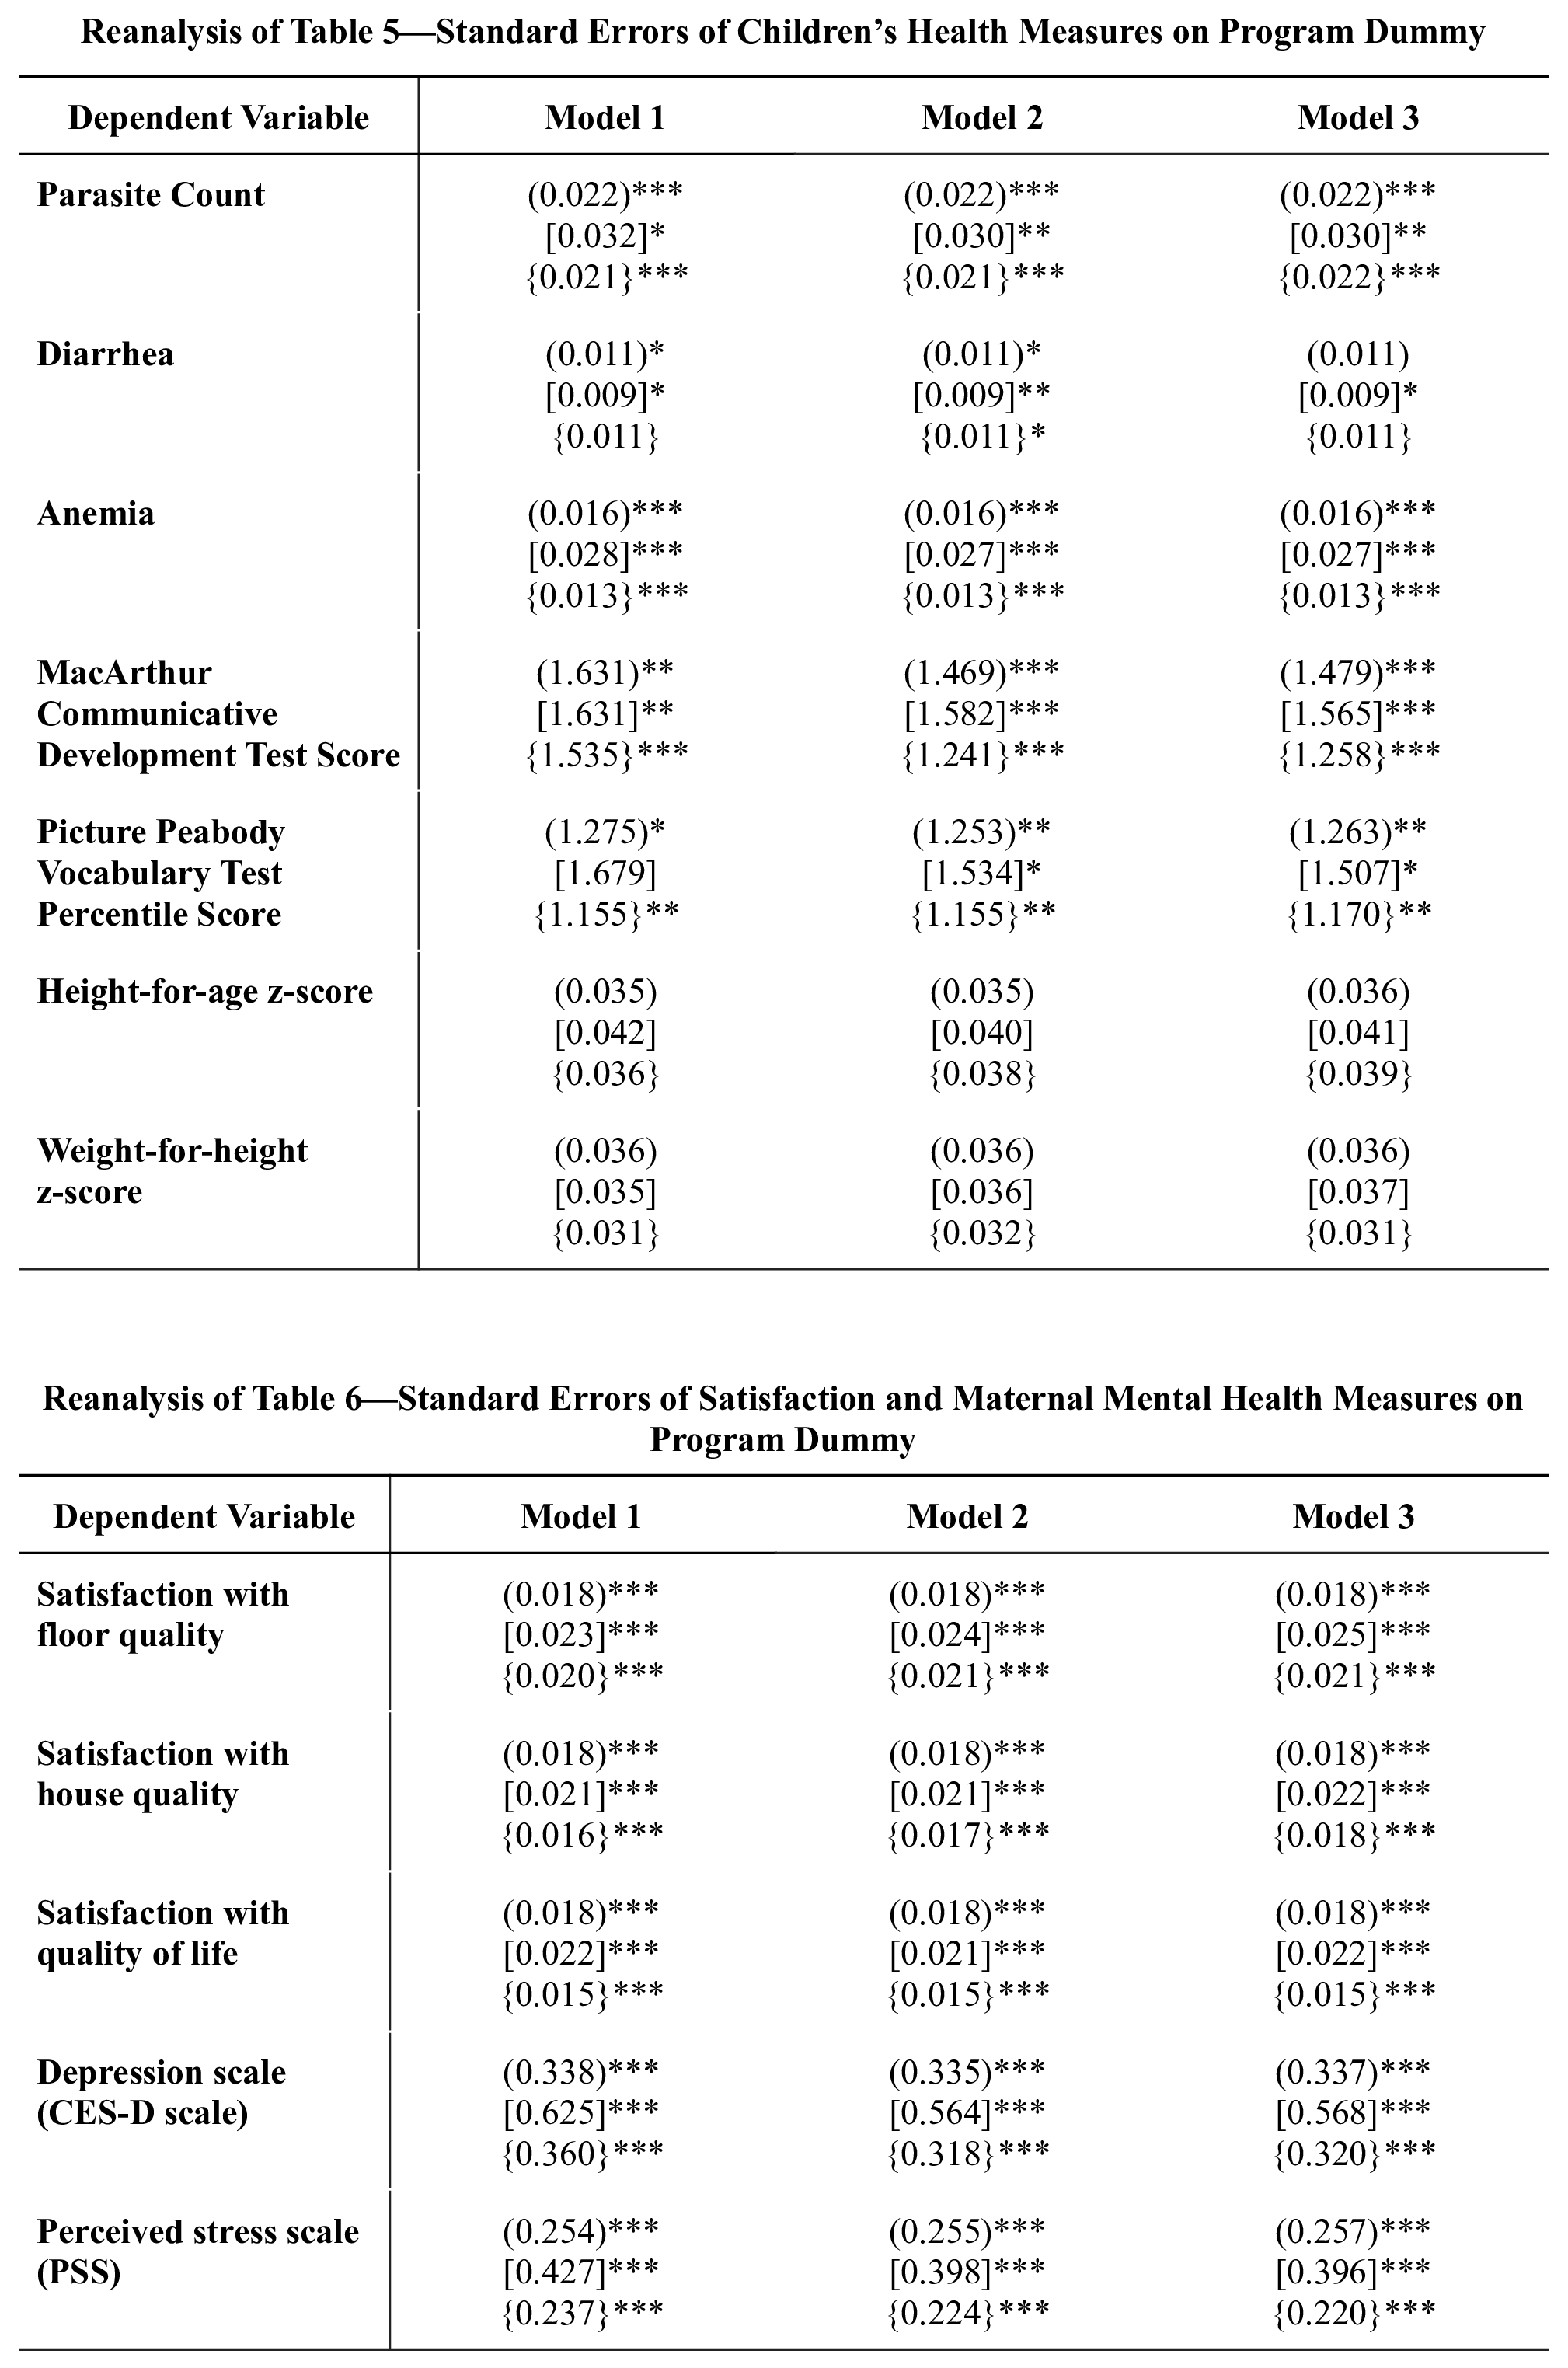 Reanalysis of Table 5—Standard Errors of Children’s Health Measures on Program Dummy
Dependent Variable Model 1 Model 2 Model 3
Parasite Count (0.022)*** (0.022)*** (0.022)***
[0.032]* [0.030]** [0.030]**
{0.021}*** {0.021}*** {0.022}***
Diarrhea (0.011)* (0.011)* (0.011)
[0.009]* [0.009]** [0.009]*
{0.011} {0.011}* {0.011}
Anemia (0.016)*** (0.016)*** (0.016)***
[0.028]*** [0.027]*** [0.027]***
{0.013}*** {0.013}*** {0.013}***
MacArthur (1.631)** (1.469)*** (1.479)***
Communicative [1.631]** [1.582]*** [1.565]***
Development Test Score {1.535}*** {1.241}*** {1.258}***
Picture Peabody (1.275)* (1.253)** (1.263)**
Vocabulary Test [1.679] [1.534]* [1.507]*
Percentile Score {1.155}** {1.155}** {1.170}**
Height-for-age z-score (0.035) (0.035) (0.036)
[0.042] [0.040] [0.041]
{0.036} {0.038} {0.039}
Weight-for-height (0.036) (0.036) (0.036)
z-score [0.035] [0.036] [0.037]
{0.031} {0.032} {0.031}
Reanalysis of Table 6—Standard Errors of Satisfaction and Maternal Mental Health Measures on
Program Dummy
Dependent Variable Model 1 Model 2 Model 3
Satisfaction with (0.018)*** (0.018)*** (0.018)***
floor quality [0.023]*** [0.024]*** [0.025]***
{0.020}*** {0.021}*** {0.021}***
Satisfaction with (0.018)*** (0.018)*** (0.018)***
house quality [0.021]*** [0.021]*** [0.022]***
{0.016}*** {0.017}*** {0.018}***
Satisfaction with (0.018)*** (0.018)*** (0.018)***
quality of life [0.022]*** [0.021]*** [0.022]***
{0.015}*** {0.015}*** {0.015}***
Depression scale (0.338)*** (0.335)*** (0.337)***
(CES-D scale) [0.625]*** [0.564]*** [0.568]***
{0.360}*** {0.318}*** {0.320}***
Perceived stress scale (0.254)*** (0.255)*** (0.257)***
(PSS) [0.427]*** [0.398]*** [0.396]***
{0.237}*** {0.224}*** {0.220}***